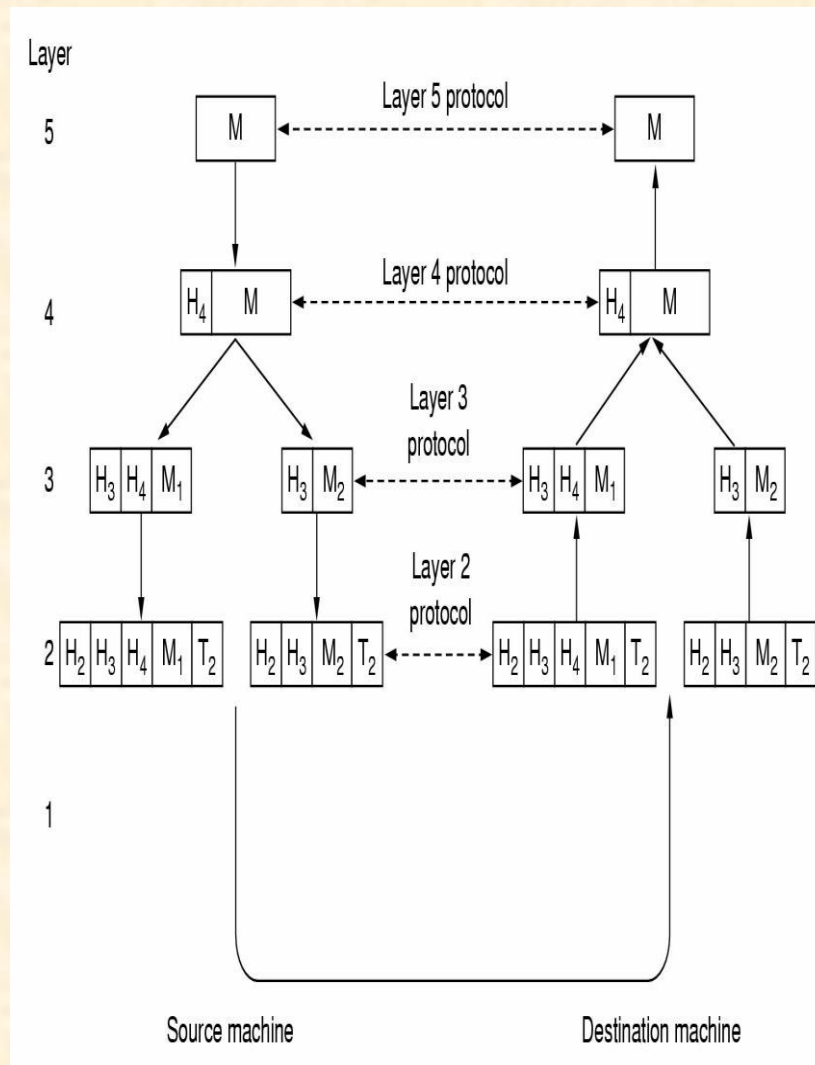 Layer
5
M
Layer 5 protocol
M
4
H₄ M
Layer 4 protocol
H₄ M
3
H₃ H₄ M₁
H₃ M₂
Layer 3
protocol
H₃ H₄ M₁
H₃ M₂
2
H₂ H₃ H₄ M₁ T₂
H₂ H₃ M₂ T₂
Layer 2
protocol
H₂ H₃ H₄ M₁ T₂
H₂ H₃ M₂ T₂
1
Source machine
Destination machine